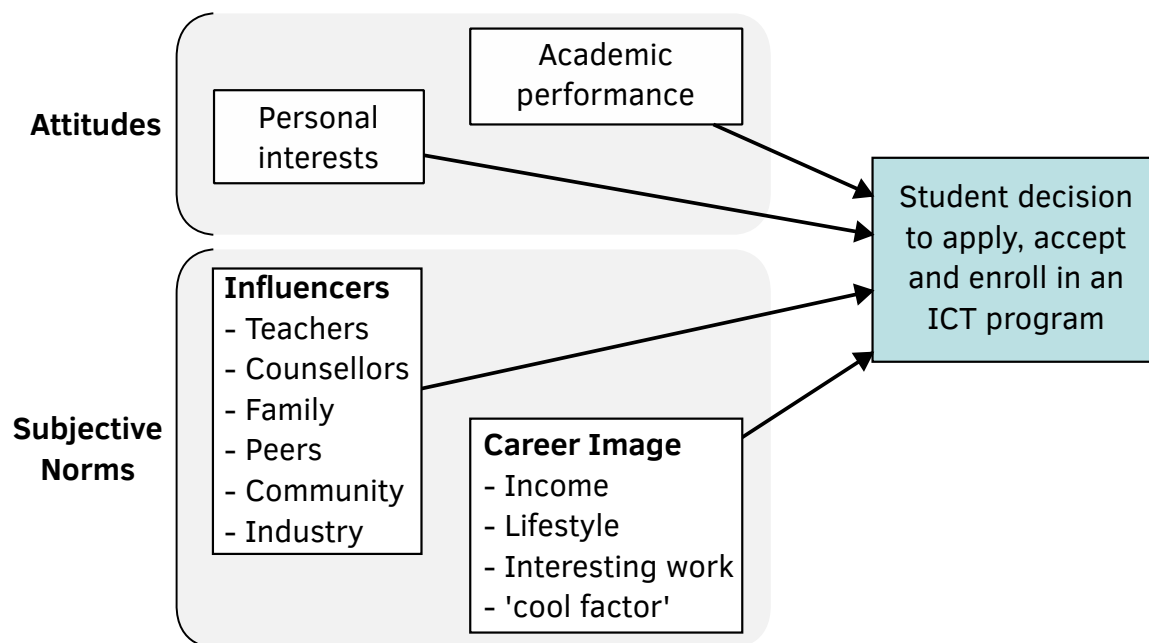 Attitudes
Personal
interests
Academic
performance
Subjective
Norms
Influencers
- Teachers
- Counsellors
- Family
- Peers
- Community
- Industry
Career Image
- Income
- Lifestyle
- Interesting work
- 'cool factor'
Student decision
to apply, accept
and enroll in an
ICT program